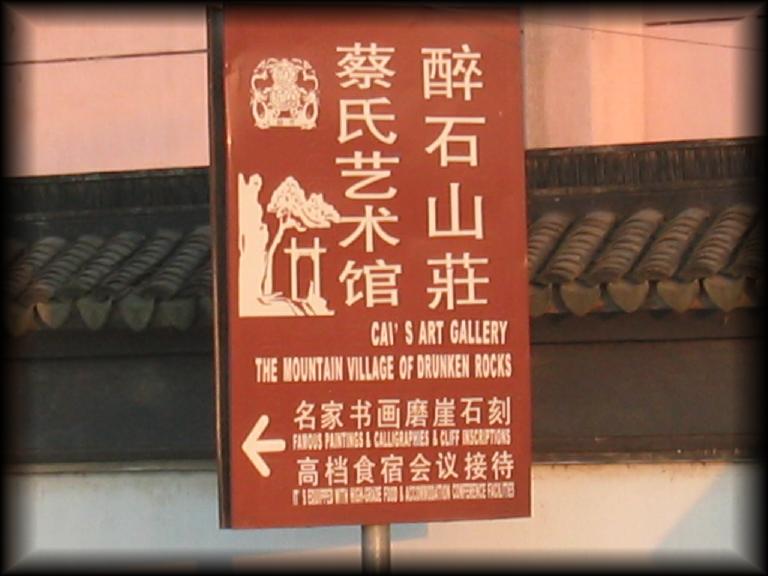 醉石山莊
蔡氏艺术馆
CAI'S ART GALLERY
THE MOUNTAIN VILLAGE OF DRUNKEN ROCKS
名家书画磨崖石刻
FAMOUS PAINTINGS & CALLIGRAPHIES & CLIFF INSCRIPTIONS
高档食宿会议接待
IT'S EQUIPPED WITH HIGH-GRADE FOOD & ACCOMMODATION CONFERENCE FACILITIES